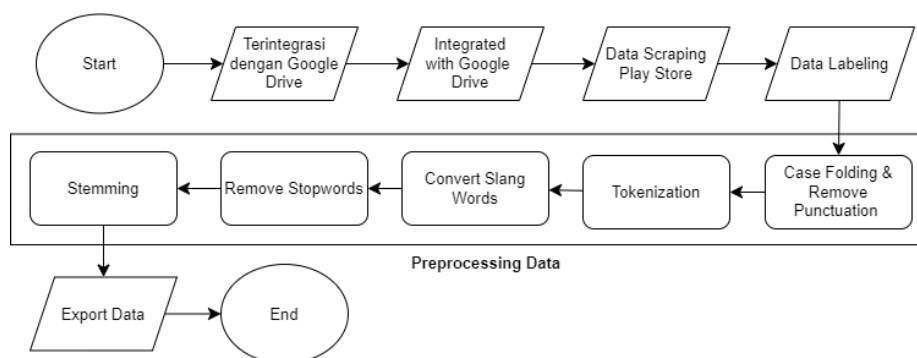 Start
Terintegrasi
dengan Google
Drive
Integrated
with Google
Drive
Data Scraping
Play Store
Data Labeling
Case Folding &
Remove
Punctuation
Tokenization
Convert Slang
Words
Remove Stopwords
Stemming
Preprocessing Data
Export Data
End